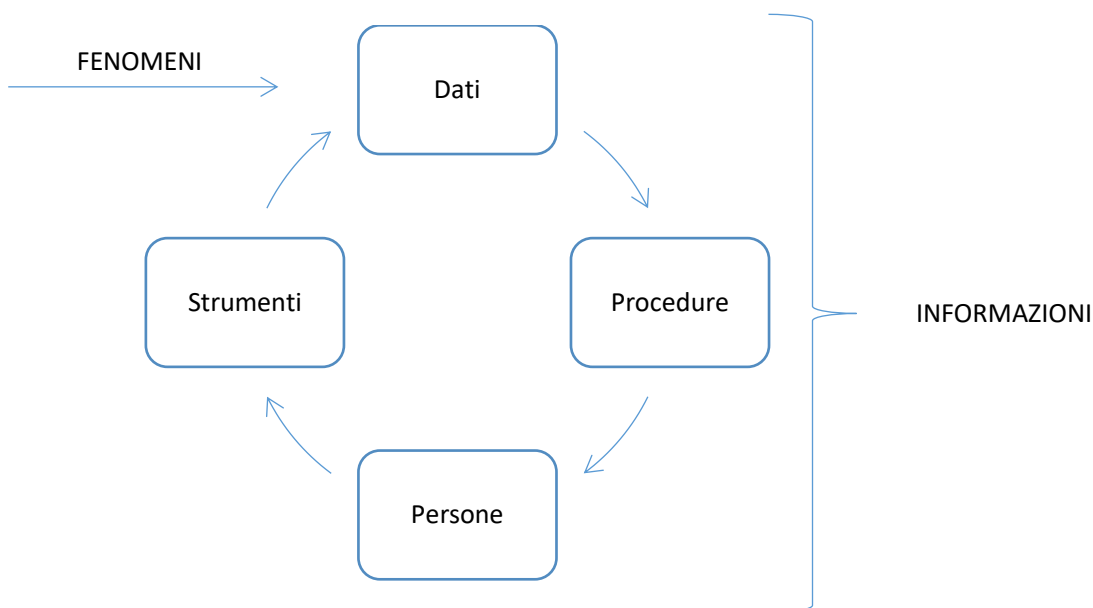 FENOMENI
Dati
Strumenti
Procedure
INFORMAZIONI
Persone